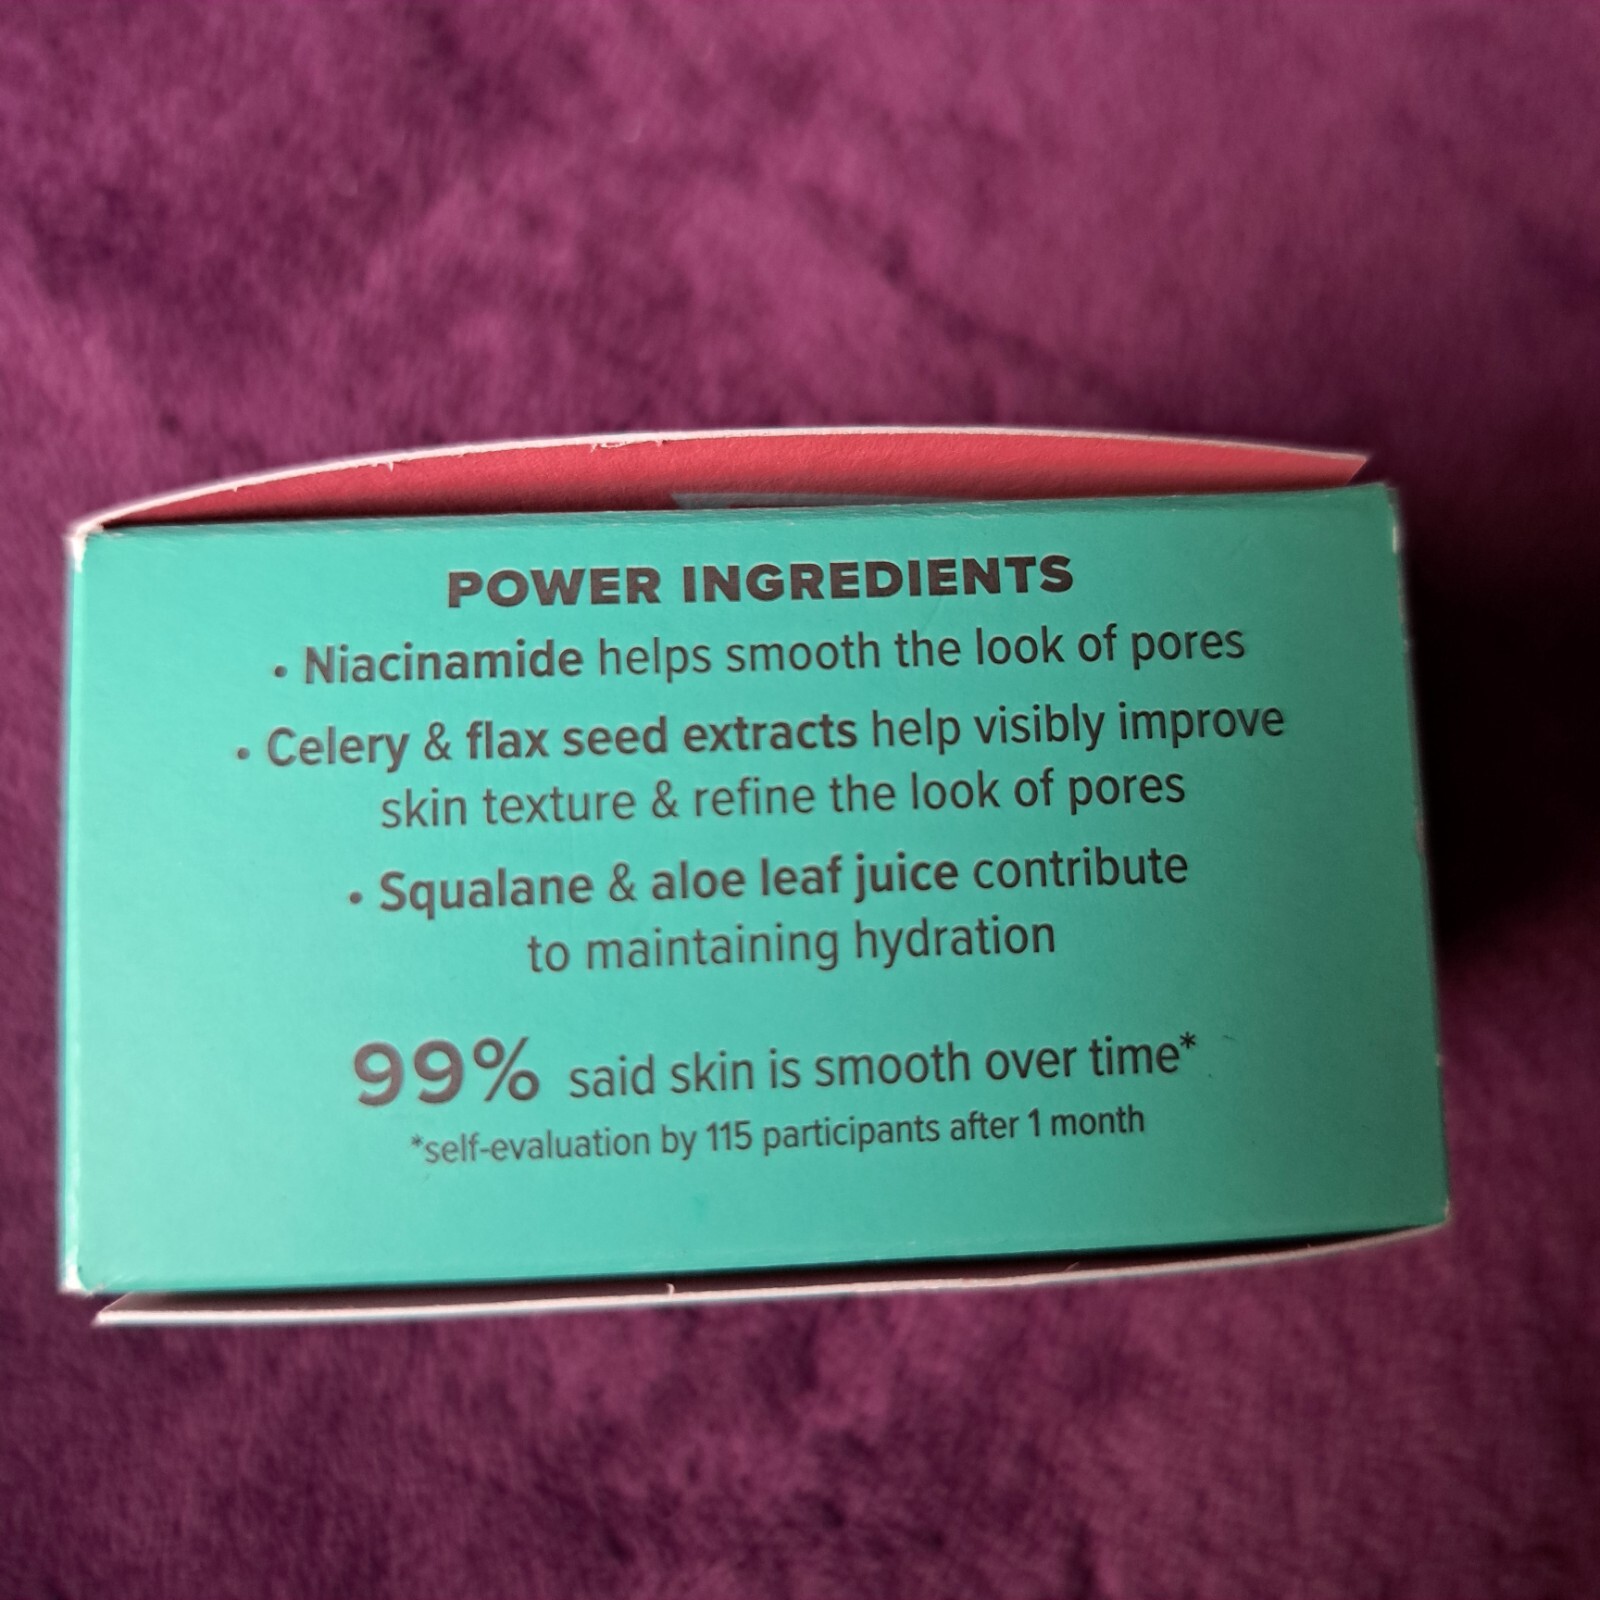 POWER INGREDIENTS
• Niacinamide helps smooth the look of pores
• Celery & flax seed extracts help visibly improve
skin texture & refine the look of pores
• Squalane & aloe leaf juice contribute
to maintaining hydration
99% said skin is smooth over time*
*self-evaluation by 115 participants after 1 month